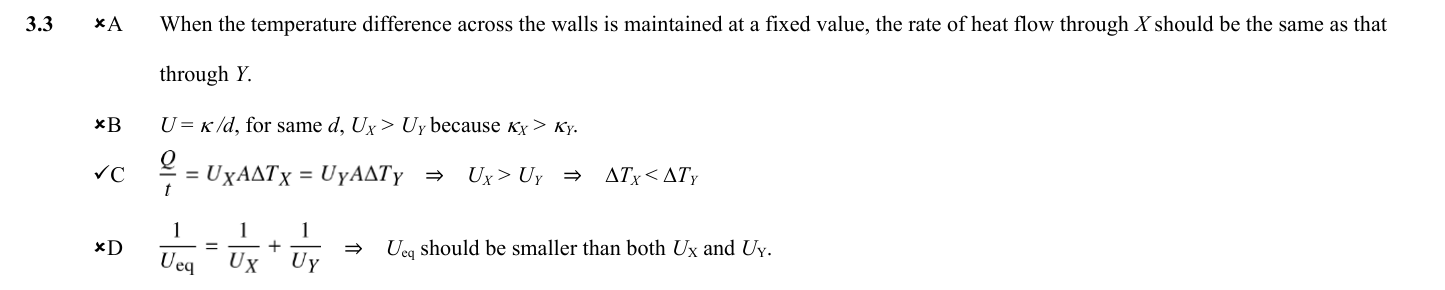 3.3 ×A When the temperature difference across the walls is maintained at a fixed value, the rate of heat flow through X should be the same as that
through Y.
×B U = κ/d, for same d, U_X > U_Y because κ_X > κ_Y.
✓C Q/t = U_X AΔT_X = U_Y AΔT_Y ⇒ U_X > U_Y ⇒ ΔT_X < ΔT_Y
×D 1/U_eq = 1/U_X + 1/U_Y ⇒ U_eq should be smaller than both U_X and U_Y.